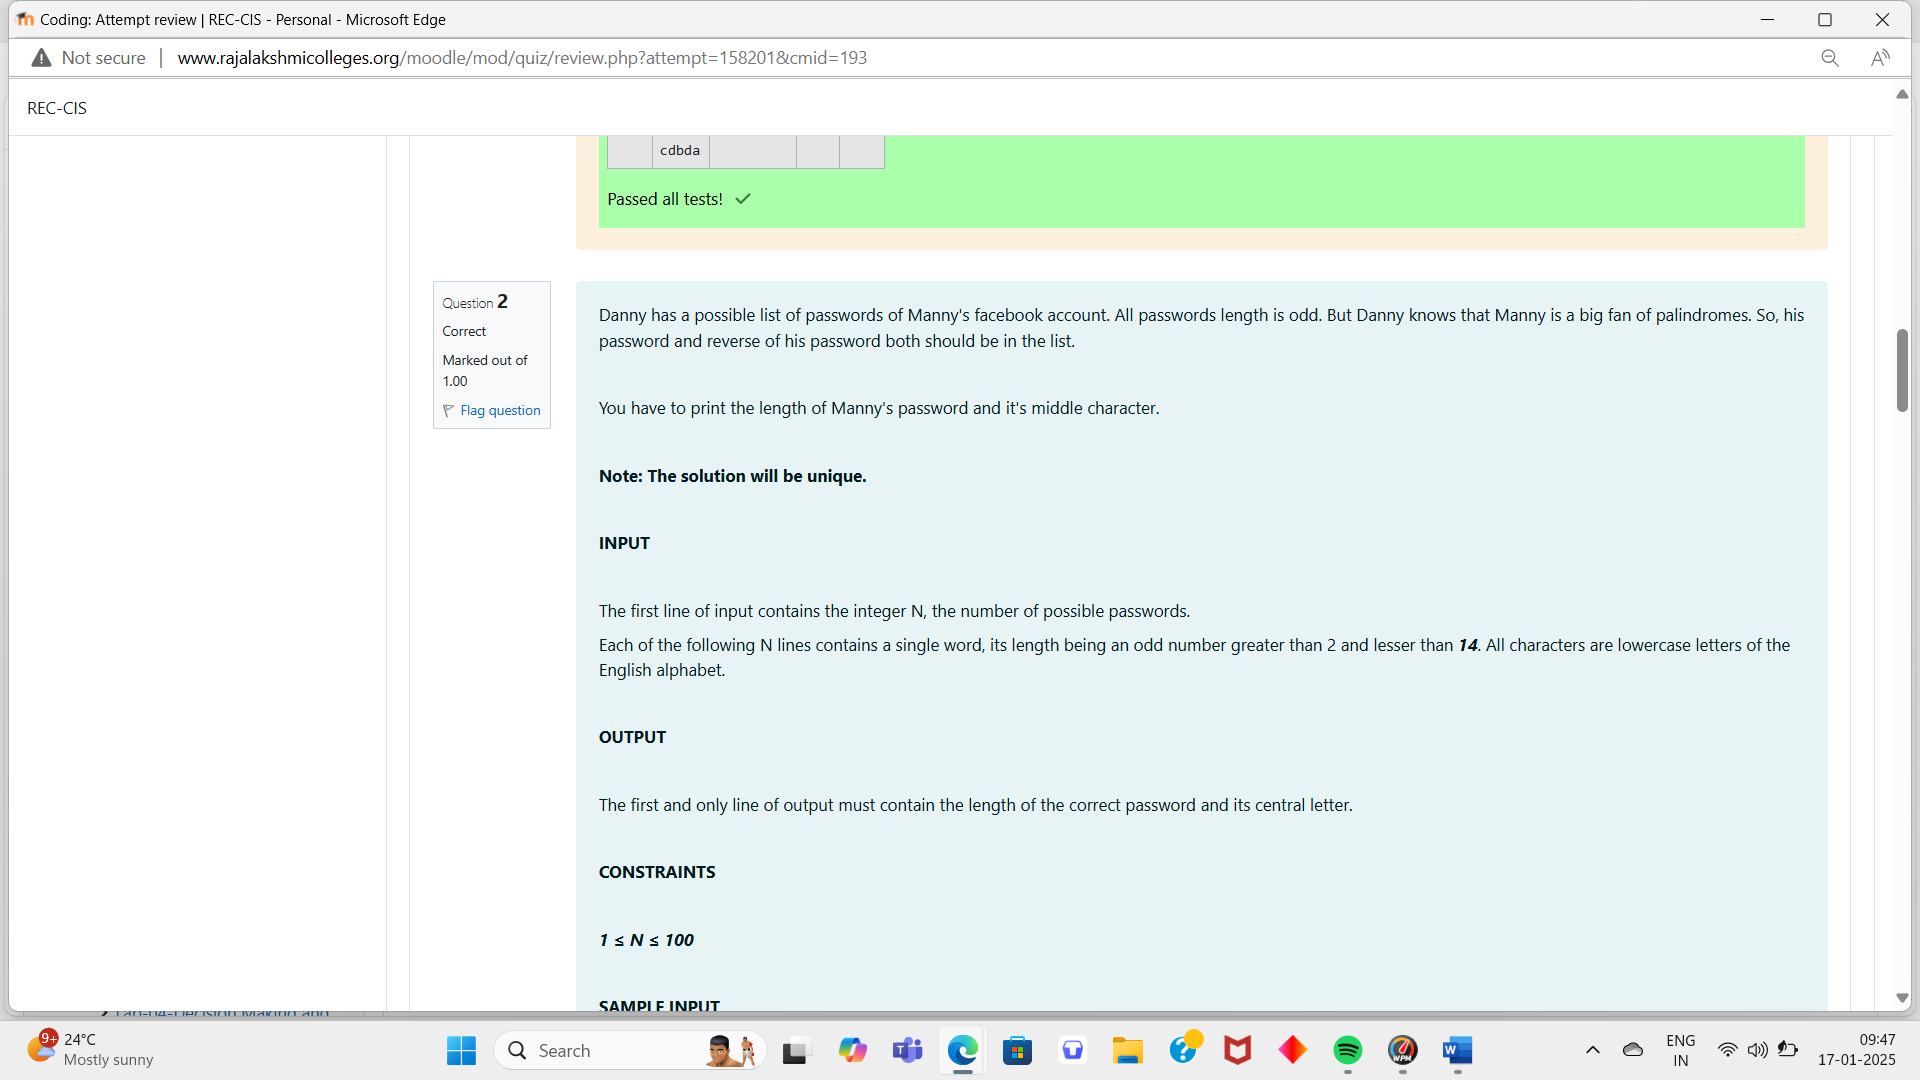 Coding: Attempt review | REC-CIS - Personal - Microsoft Edge
Not secure | www.rajalakshmicolleges.org/moodle/mod/quiz/review.php?attempt=158201&cmid=193
REC-CIS
cdbda
Passed all tests!
Question 2
Correct
Marked out of
1.00
Flag question
Danny has a possible list of passwords of Manny's facebook account. All passwords length is odd. But Danny knows that Manny is a big fan of palindromes. So, his
password and reverse of his password both should be in the list.
You have to print the length of Manny's password and it's middle character.
Note: The solution will be unique.
INPUT
The first line of input contains the integer N, the number of possible passwords.
Each of the following N lines contains a single word, its length being an odd number greater than 2 and lesser than 14. All characters are lowercase letters of the
English alphabet.
OUTPUT
The first and only line of output must contain the length of the correct password and its central letter.
CONSTRAINTS
1 ≤ N ≤ 100
SAMPLE INPUT
Lab-04-Decision Making and
9+
24°C
Mostly sunny
Search
WPM
ENG
IN
09:47
17-01-2025